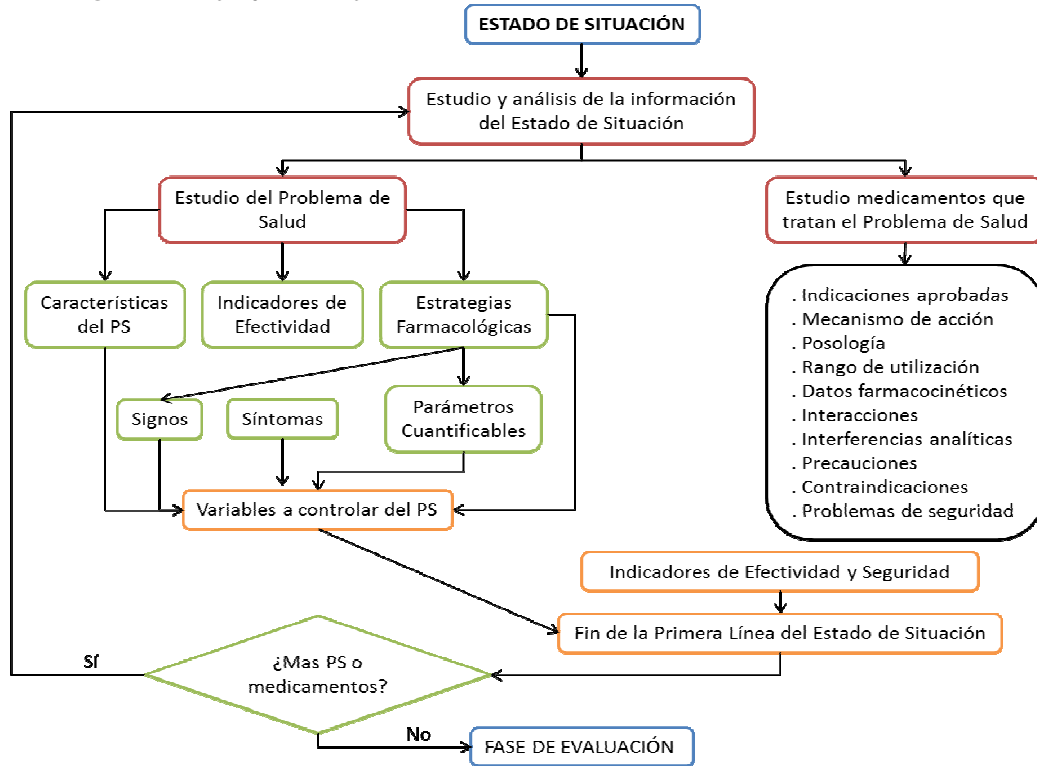 ESTADO DE SITUACIÓN
Estudio y análisis de la información
del Estado de Situación
Estudio del Problema de
Salud
Estudio medicamentos que
tratan el Problema de Salud
Características
del PS
Indicadores de
Efectividad
Estrategias
Farmacológicas
. Indicaciones aprobadas
. Mecanismo de acción
. Posología
. Rango de utilización
. Datos farmacocinéticos
. Interacciones
. Interferencias analíticas
. Precauciones
. Contraindicaciones
. Problemas de seguridad
Signos
Síntomas
Parámetros
Cuantificables
Variables a controlar del PS
Indicadores de Efectividad y Seguridad
Fin de la Primera Línea del Estado de Situación
¿Mas PS o
medicamentos?
Sí
No
FASE DE EVALUACIÓN